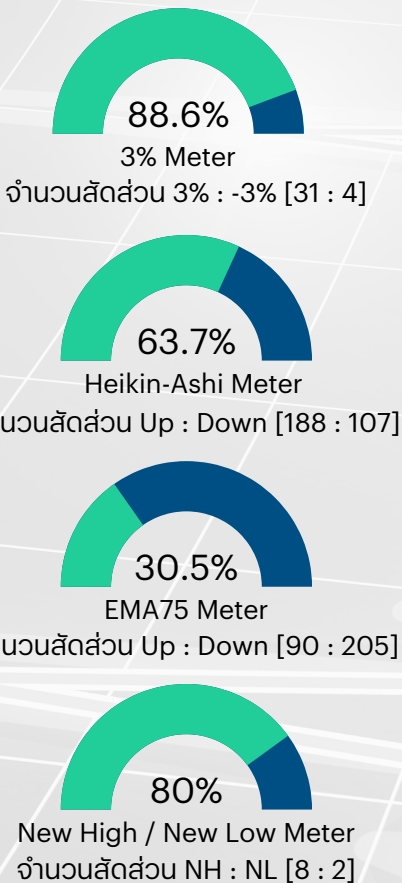 88.6%
3% Meter
จำนวนสัดส่วน 3% : -3% [31 : 4]
63.7%
Heikin-Ashi Meter
นวนสัดส่วน Up : Down [188 : 107]
30.5%
EMA75 Meter
นวนสัดส่วน Up : Down [90 : 205]
80%
New High / New Low Meter
จำนวนสัดส่วน NH : NL [8 : 2]